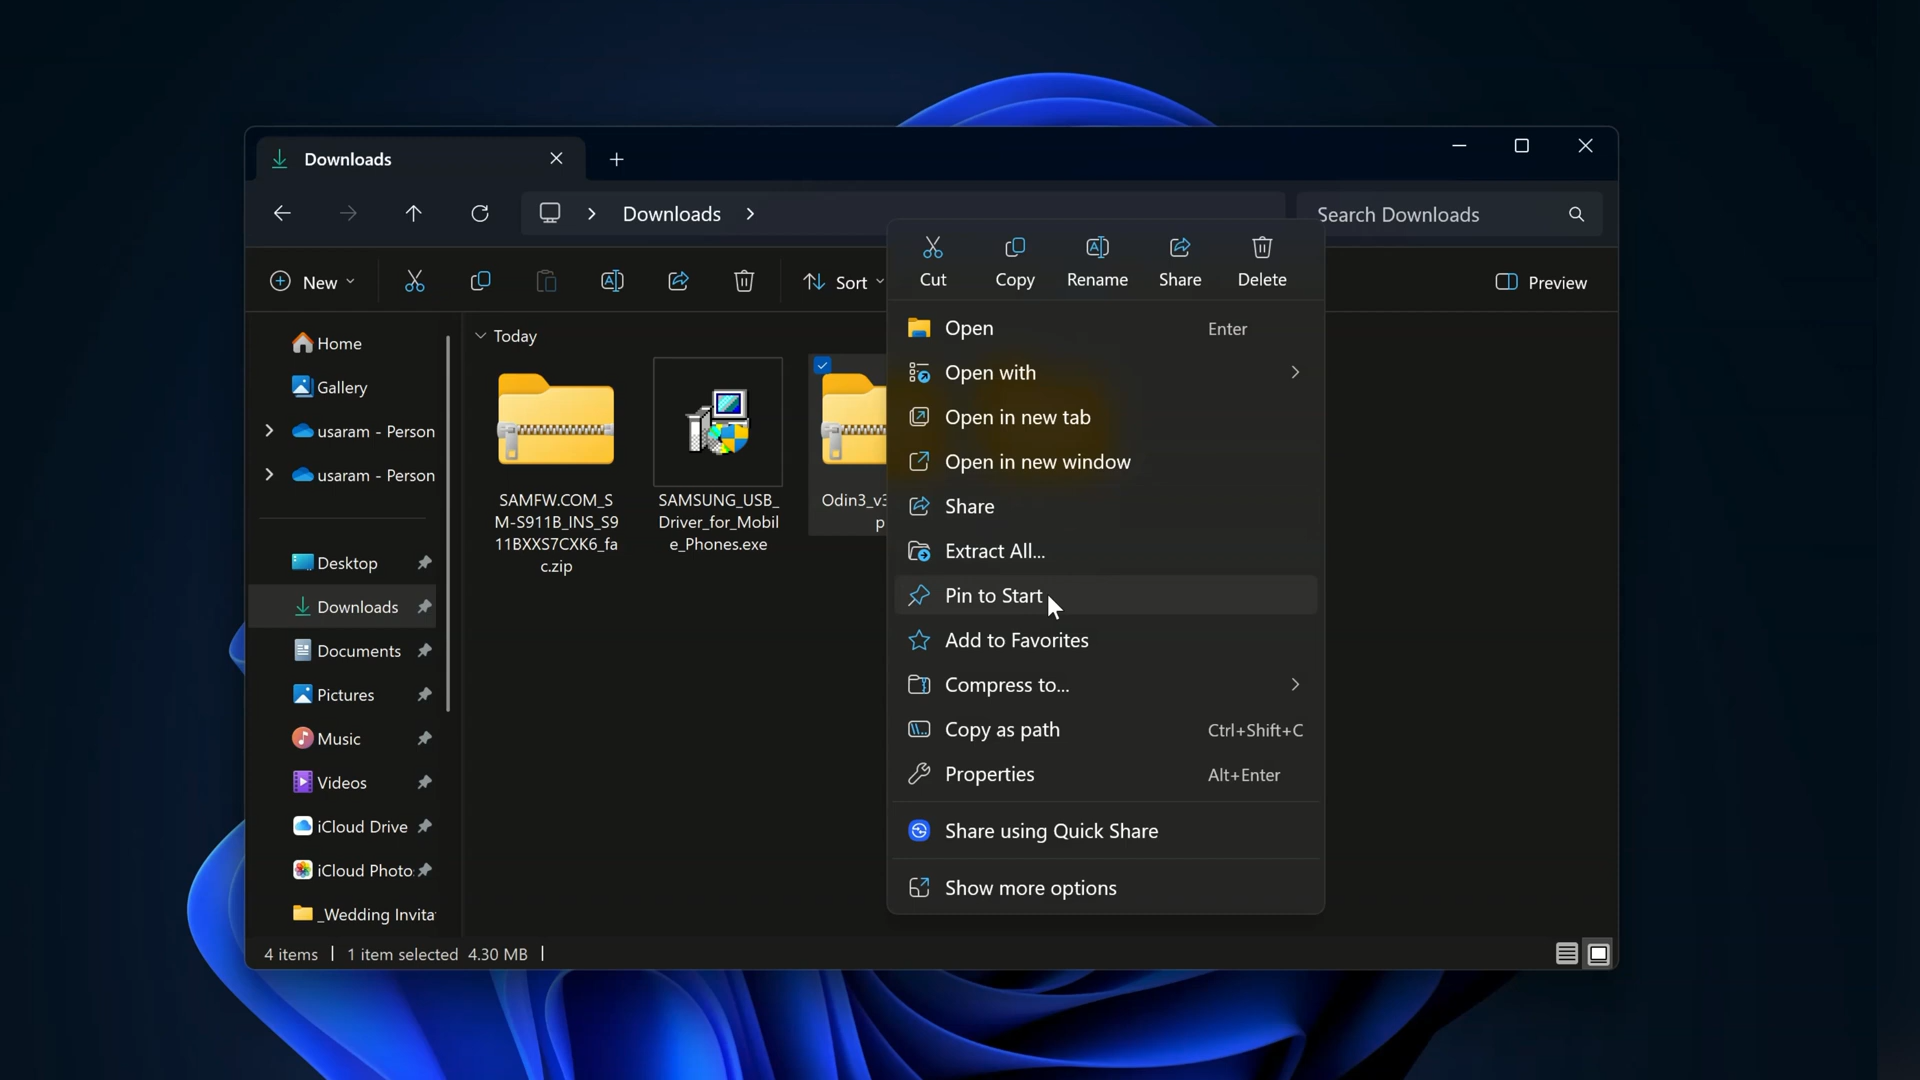 Downloads
Downloads
Search Downloads
New
Sort
Preview
Cut
Copy
Rename
Share
Delete
Home
Gallery
usaram - Person
usaram - Person
Desktop
Downloads
Documents
Pictures
Music
Videos
iCloud Drive
iCloud Photo
_Wedding Invita
Today
SAMFW.COM_S
M-S911B_INS_S9
11BXXS7CXK6_fa
c.zip
SAMSUNG_USB_
Driver_for_Mobil
e_Phones.exe
Odin3_v3
p
Open Enter
Open with
Open in new tab
Open in new window
Share
Extract All...
Pin to Start
Add to Favorites
Compress to...
Copy as path Ctrl+Shift+C
Properties Alt+Enter
Share using Quick Share
Show more options
4 items 1 item selected 4.30 MB